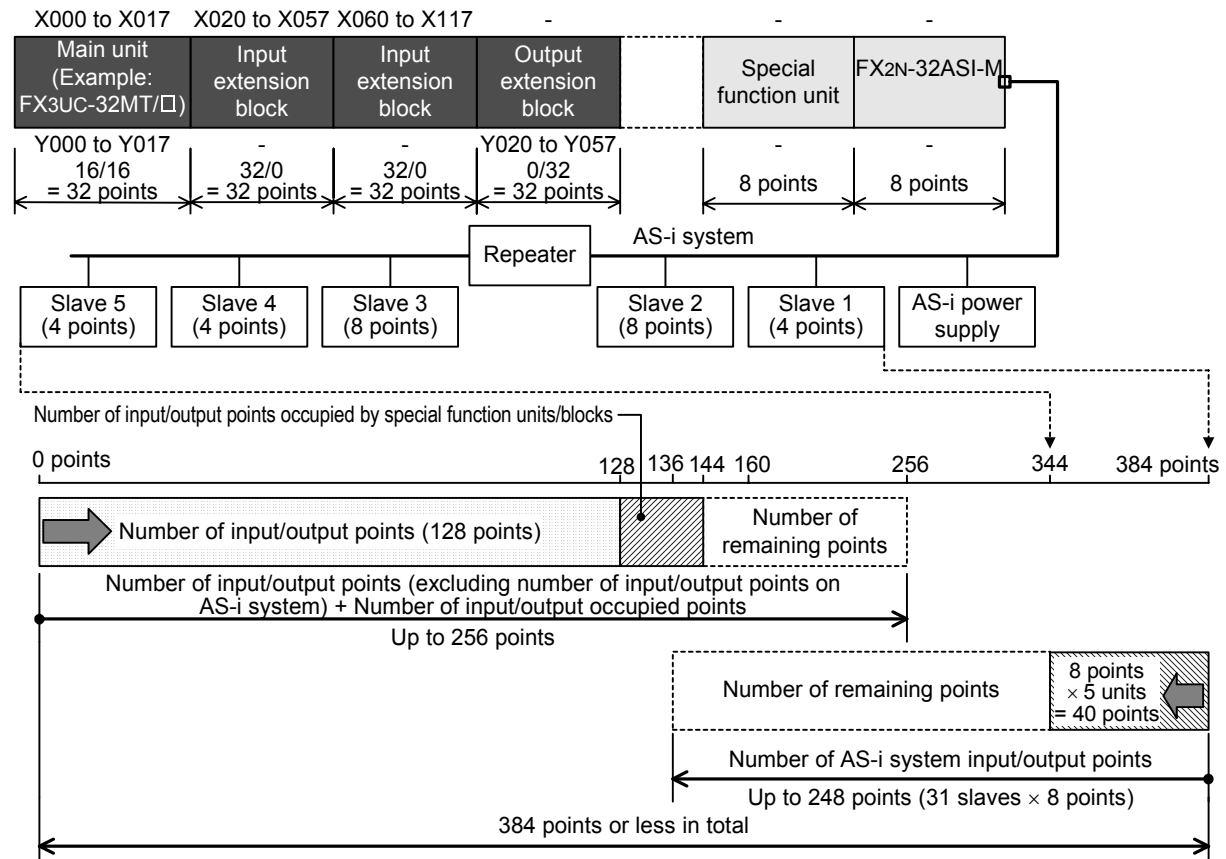 X000 to X017 X020 to X057 X060 to X117 - - -
Main unit
(Example:
FX3UC-32MT/□)
Input
extension
block
Input
extension
block
Output
extension
block
Special
function unit
FX2N-32ASI-M
Y000 to Y017 - - Y020 to Y057 - -
16/16
= 32 points
32/0
= 32 points
32/0
= 32 points
0/32
= 32 points
8 points
8 points
AS-i system
Repeater
Slave 5
(4 points)
Slave 4
(4 points)
Slave 3
(8 points)
Slave 2
(8 points)
Slave 1
(4 points)
AS-i power
supply
Number of input/output points occupied by special function units/blocks
0 points 128 136 144 160 256 344 384 points
Number of input/output points (128 points)
Number of
remaining points
Number of input/output points (excluding number of input/output points on
AS-i system) + Number of input/output occupied points
Up to 256 points
Number of remaining points
8 points
× 5 units
= 40 points
Number of AS-i system input/output points
Up to 248 points (31 slaves × 8 points)
384 points or less in total